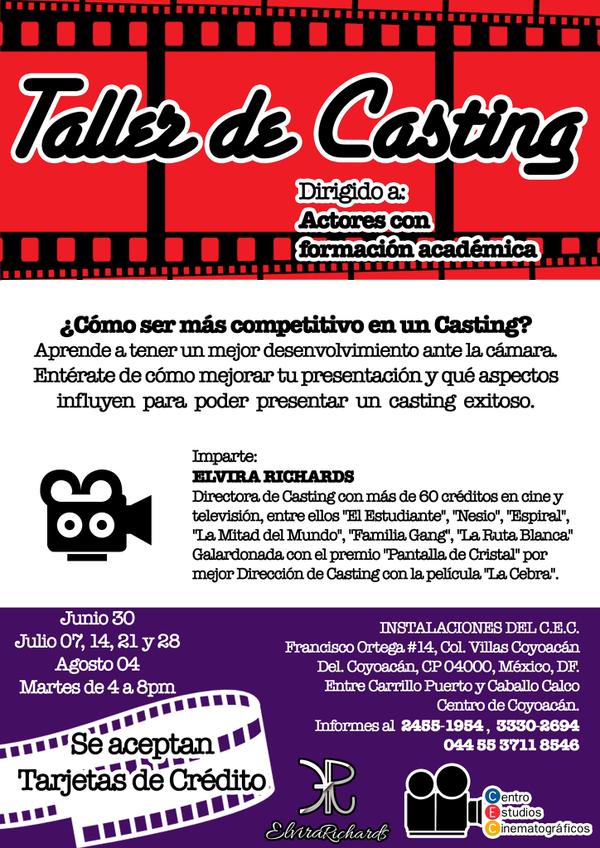 Taller de Casting
Dirigido a:
Actores con
formación académica
¿Cómo ser más competitivo en un Casting?
Aprende a tener un mejor desenvolvimiento ante la cámara.
Entérate de cómo mejorar tu presentación y qué aspectos
influyen para poder presentar un casting exitoso.
Imparte:
ELVIRA RICHARDS
Directora de Casting con más de 60 créditos en cine y
televisión, entre ellos "El Estudiante", "Nesio", "Espiral",
"La Mitad del Mundo", "Familia Gang", "La Ruta Blanca"
Galardonada con el premio "Pantalla de Cristal" por
mejor Dirección de Casting con la película "La Cebra".
Junio 30
Julio 07, 14, 21 y 28
Agosto 04
Martes de 4 a 8pm
Se aceptan
Tarjetas de Crédito
INSTALACIONES DEL C.E.C.
Francisco Ortega #14, Col. Villas Coyoacán
Del. Coyoacán, CP 04000, México, DF.
Entre Carrillo Puerto y Caballo Calco
Centro de Coyoacán.
Informes al 2455-1954 , 3330-2694
044 55 3711 8546
ER
ElviraRichards
Centro
Estudios
Cinematográficos